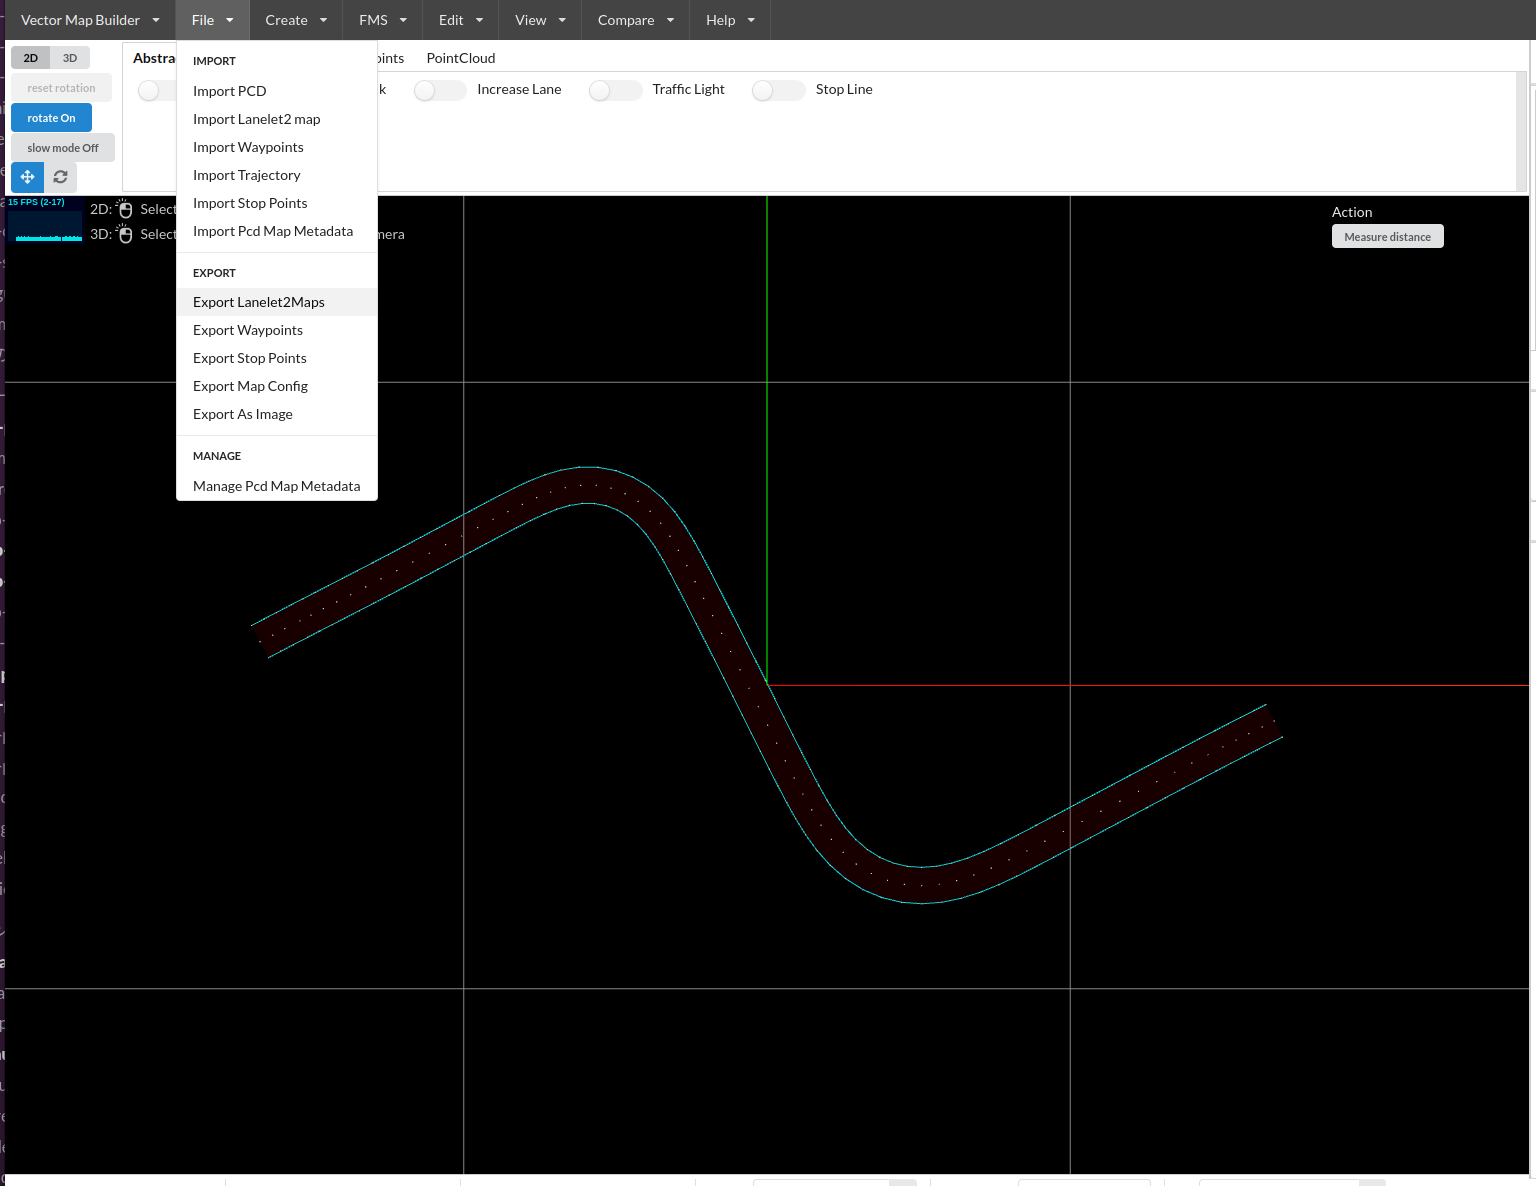 Vector Map Builder File Create FMS Edit View Compare Help
2D 3D
reset rotation
rotate On
slow mode Off
PointCloud
Increase Lane Traffic Light Stop Line
IMPORT
Import PCD
Import Lanelet2 map
Import Waypoints
Import Trajectory
Import Stop Points
Import Pcd Map Metadata
EXPORT
Export Lanelet2Maps
Export Waypoints
Export Stop Points
Export Map Config
Export As Image
MANAGE
Manage Pcd Map Metadata
15 FPS (2-17)
2D: Select
3D: Select
Action
Measure distance